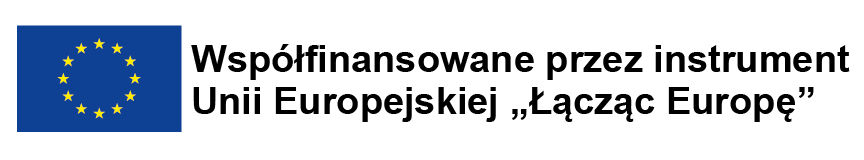 Współfinansowane przez instrument
Unii Europejskiej „Łącząc Europę”